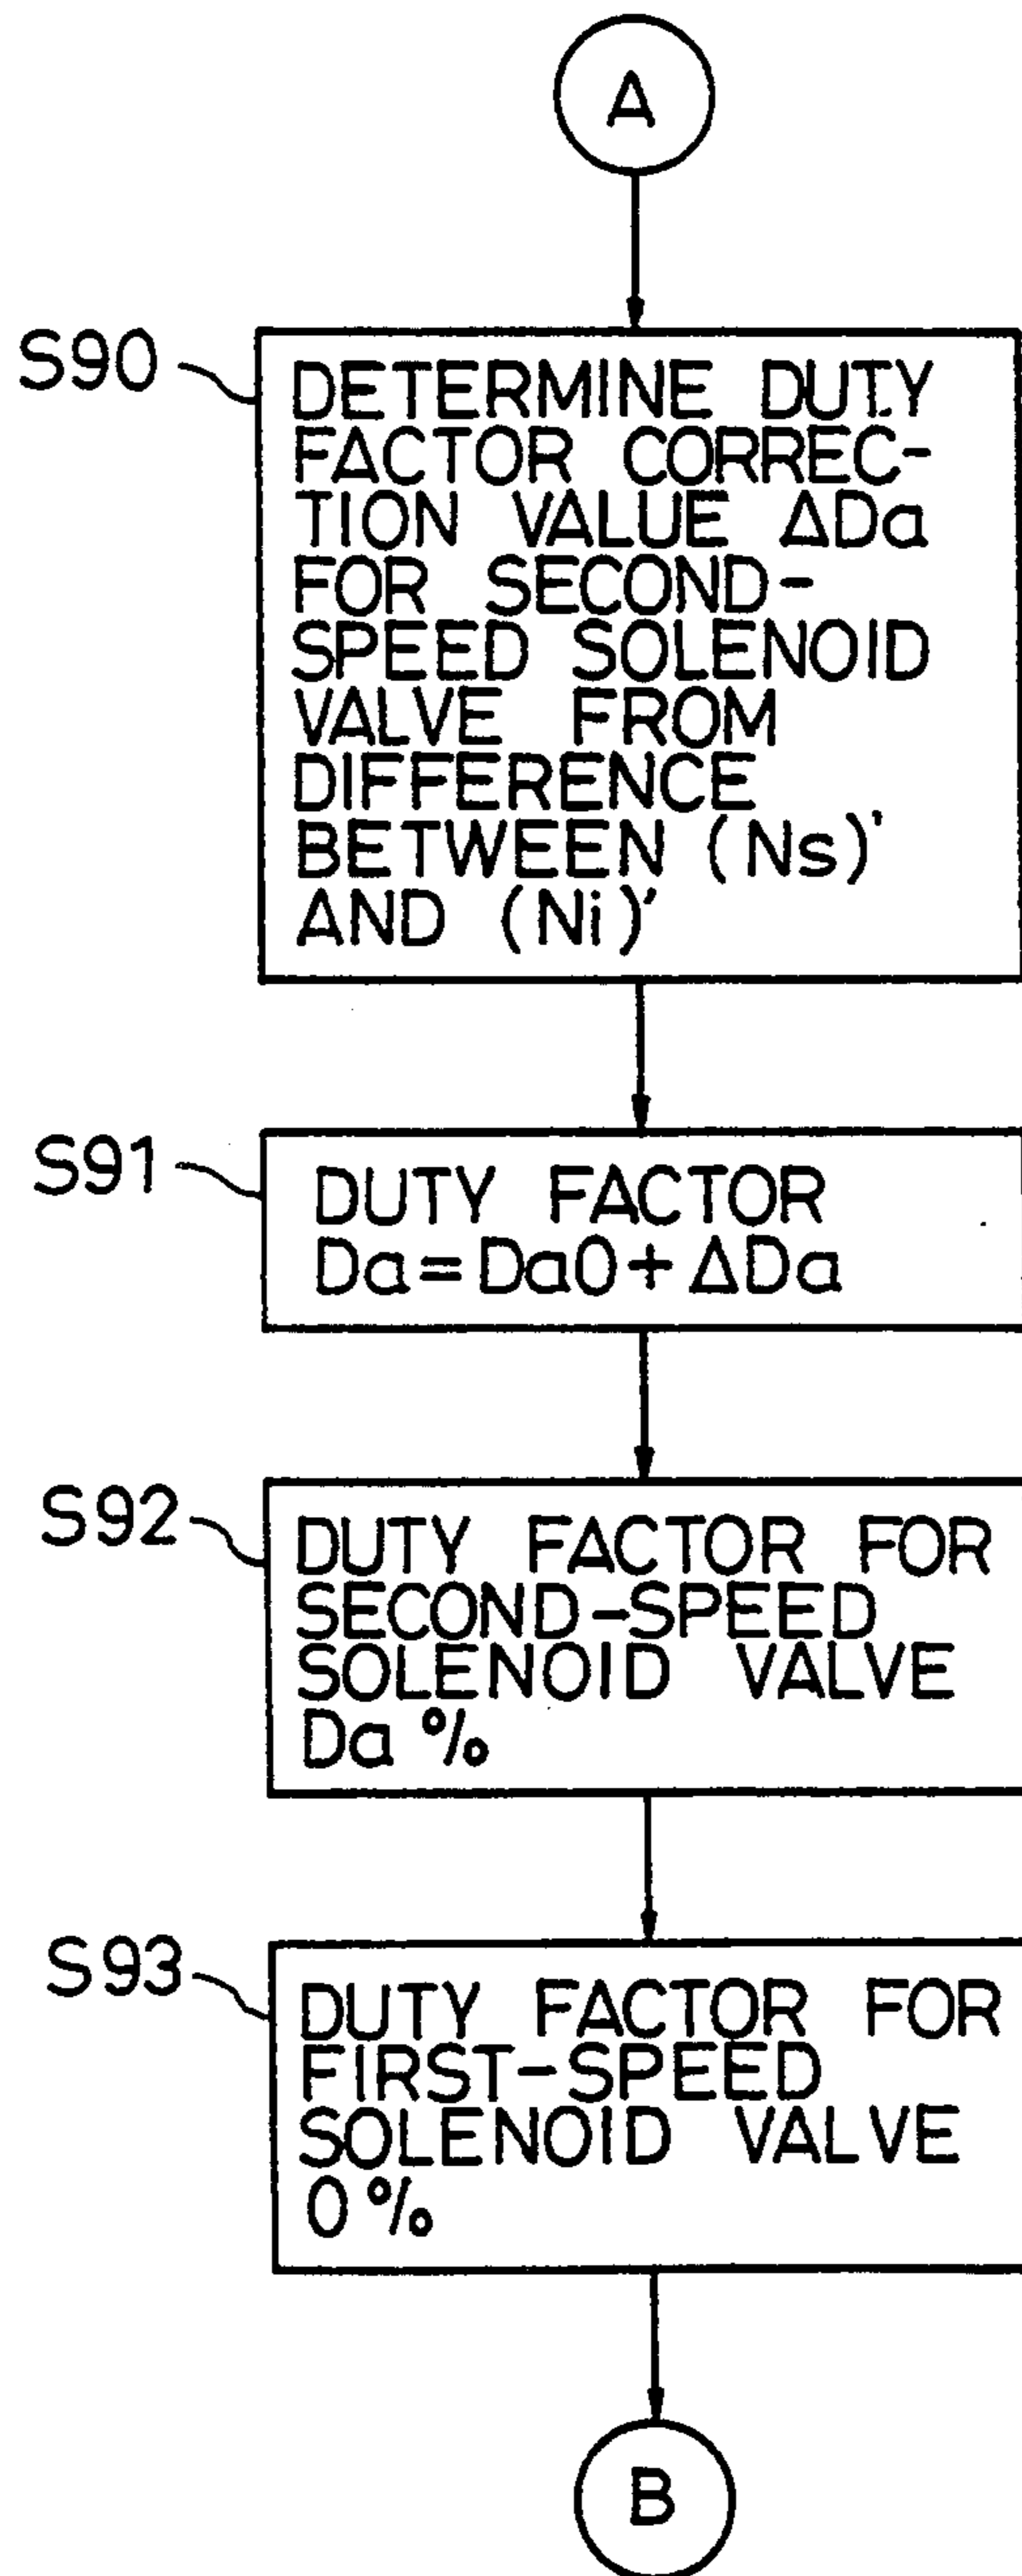 A
S90
DETERMINE DUTY
FACTOR CORREC-
TION VALUE ΔDa
FOR SECOND-
SPEED SOLENOID
VALVE FROM
DIFFERENCE
BETWEEN (Ns)'
AND (Ni)'
S91
DUTY FACTOR
Da=Da0+ΔDa
S92
DUTY FACTOR FOR
SECOND-SPEED
SOLENOID VALVE
Da %
S93
DUTY FACTOR FOR
FIRST-SPEED
SOLENOID VALVE
0%
B